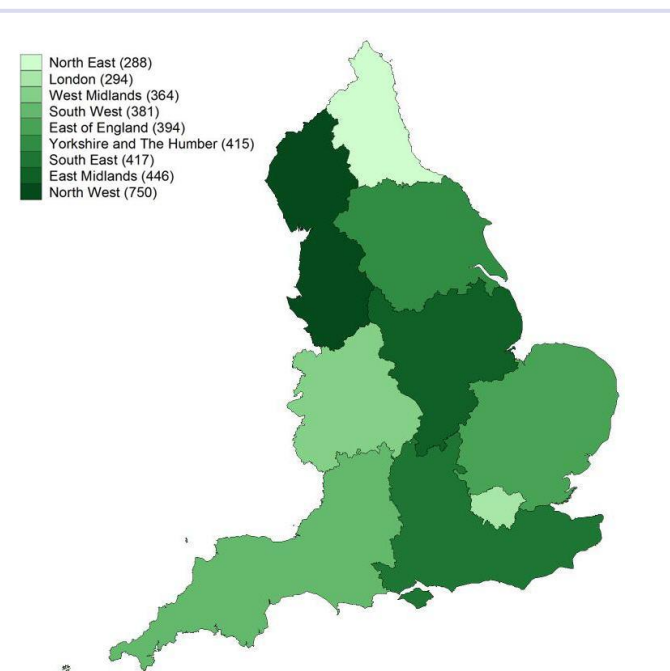 North East (288)
London (294)
West Midlands (364)
South West (381)
East of England (394)
Yorkshire and The Humber (415)
South East (417)
East Midlands (446)
North West (750)